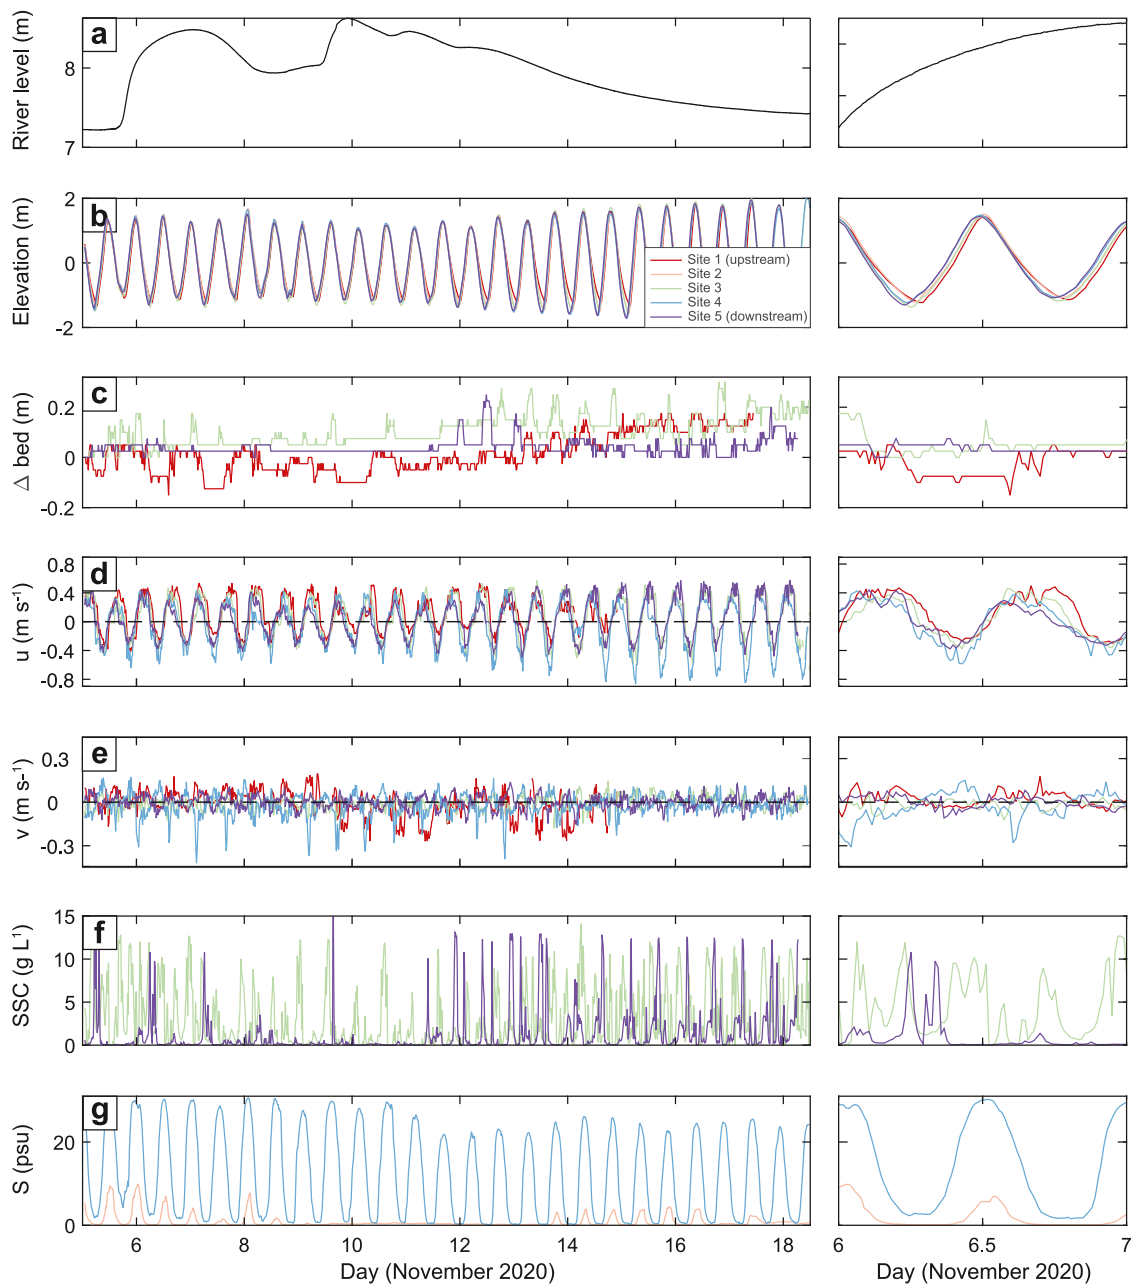 a
River level (m)
8
7
b
Elevation (m)
2
0
-2
Site 1 (upstream)
Site 2
Site 3
Site 4
Site 5 (downstream)
c
Δ bed (m)
0.2
0
-0.2
d
u (m s-1)
0.8
0.4
0
-0.4
-0.8
e
v (m s-1)
0.3
0
-0.3
f
SSC (g L1)
15
10
5
0
g
S (psu)
20
0
6 8 10 12 14 16 18
Day (November 2020)
6 6.5 7
Day (November 2020)